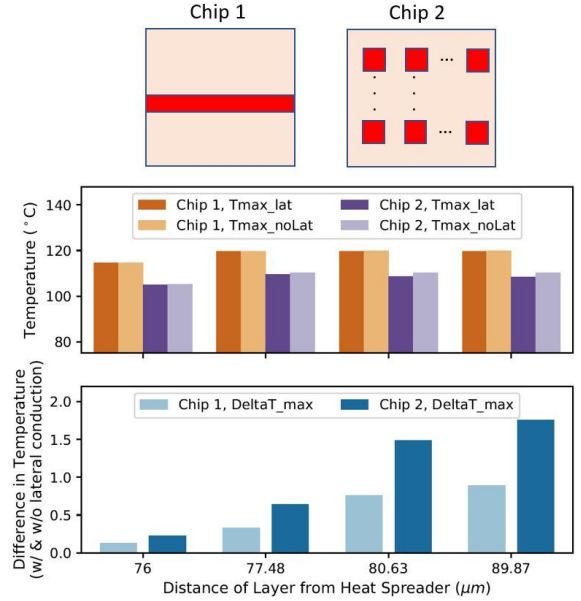 Chip 1
Chip 2
...
...
Temperature (°C)
140
120
100
80
Chip 1, Tmax_lat
Chip 1, Tmax_noLat
Chip 2, Tmax_lat
Chip 2, Tmax_noLat
Difference in Temperature
(w/ & w/o lateral conduction)
2.0
1.5
1.0
0.5
0.0
Chip 1, DeltaT_max
Chip 2, DeltaT_max
76
77.48
80.63
89.87
Distance of Layer from Heat Spreader (μm)